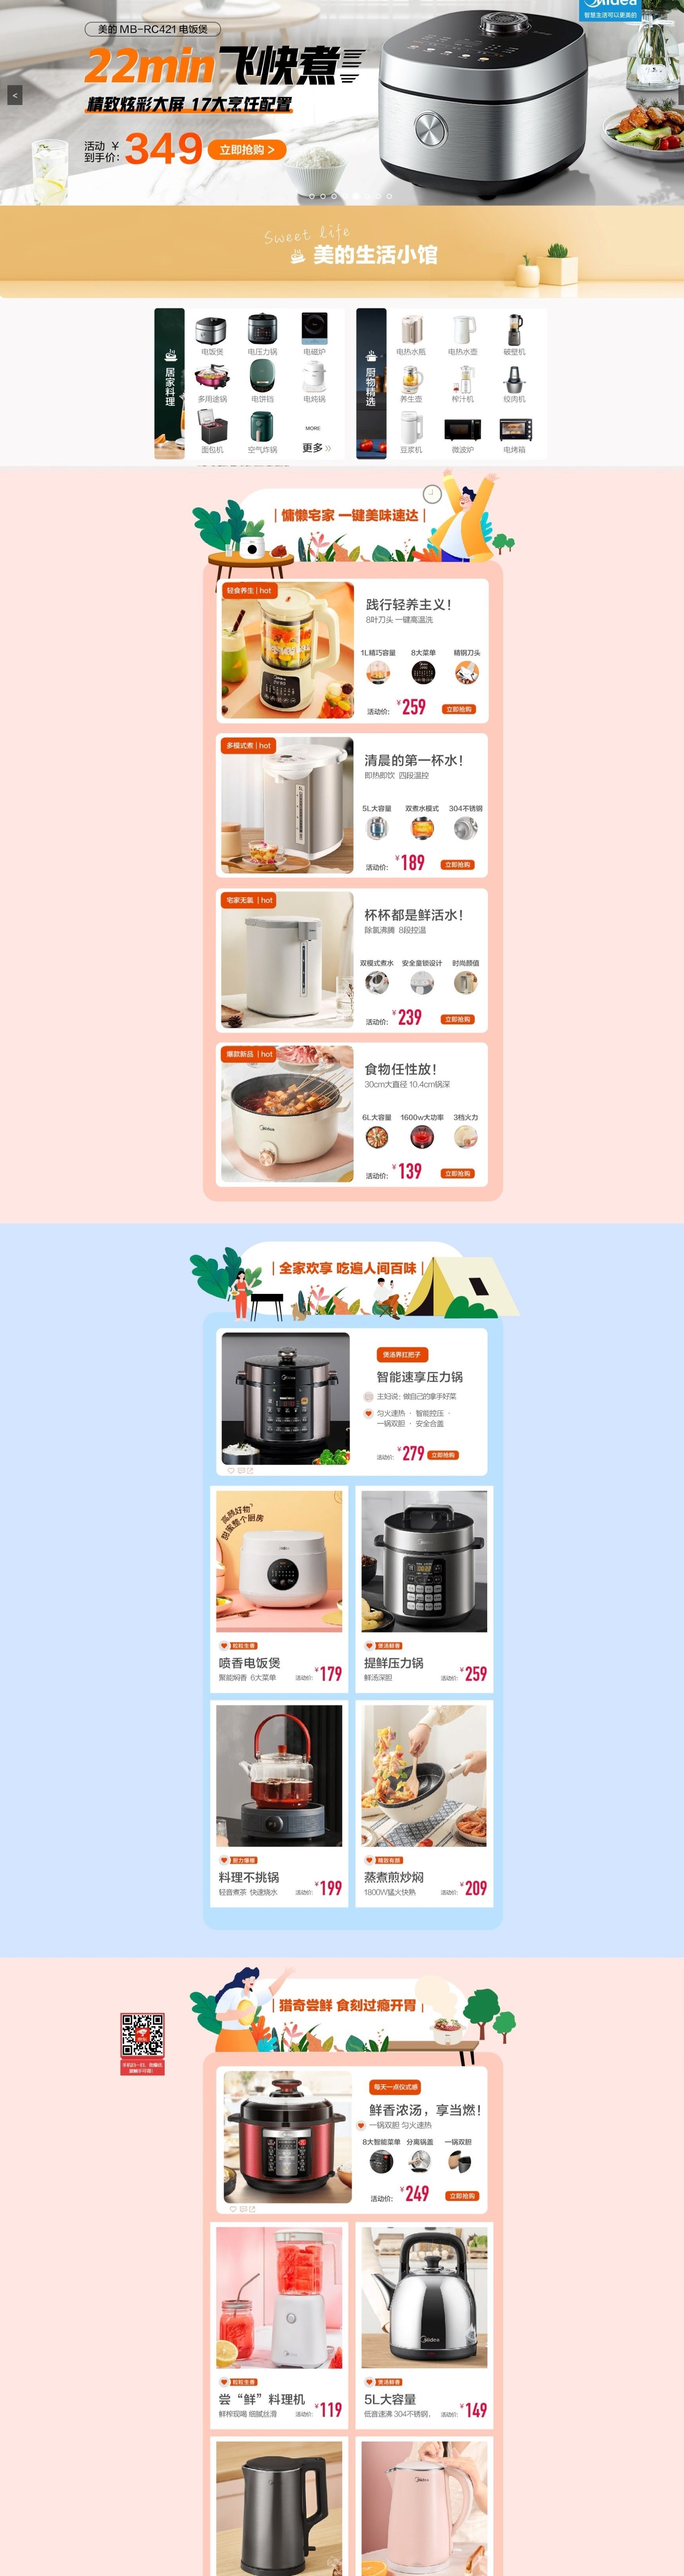 Midea
智慧生活可以更美的
美的 MB-RC421 电饭煲
22min飞快煮
精致炫彩大屏 17大烹饪配置
活动到手价: ¥349 立即抢购 >
<
Sweet life
美的生活小馆
居家料理
电饭煲 电压力锅 电磁炉
多用途锅 电饼铛 电炖锅
MORE
面包机 空气炸锅 更多 »
厨物精选
电热水瓶 电热水壶 破壁机
养生壶 榨汁机 绞肉机
豆浆机 微波炉 电烤箱
慵懒宅家 一键美味速达
轻食养生 | hot
践行轻养主义!
8叶刀头 一键高温洗
1L精巧容量 8大菜单 精钢刀头
活动价: ¥259 立即抢购
多模式煮 | hot
清晨的第一杯水!
即热即饮 四段温控
5L大容量 双煮水模式 304不锈钢
活动价: ¥189 立即抢购
宅家无氯 | hot
杯杯都是鲜活水!
除氯沸腾 8段控温
双模式煮水 安全童锁设计 时尚颜值
活动价: ¥239 立即抢购
爆款新品 | hot
食物任性放!
30cm大直径 10.4cm锅深
6L大容量 1600w大功率 3档火力
活动价: ¥139 立即抢购
全家欢享 吃遍人间百味
煲汤界扛把子
智能速享压力锅
主妇说: 做自己的拿手好菜
匀火速热 · 智能控压 ·
一锅双胆 · 安全合盖
活动价: ¥279 立即抢购
高颜好物
甜蜜整个厨房
粒粒生香
喷香电饭煲
聚能焖香 6大菜单 活动价: ¥179
煲汤醇香
提鲜压力锅
鲜汤深胆 活动价: ¥259
料理不挑锅
轻音煮茶 快速烧水 活动价: ¥199
蒸煮煎炒焖
1800W猛火快熟 活动价: ¥209
猎奇尝鲜 食刻过瘾开胃
每天一点仪式感
鲜香浓汤，享当燃!
一锅双胆 匀火速热
8大智能菜单 分离锅盖 一锅双胆
活动价: ¥249 立即抢购
粒粒生香
尝“鲜”料理机
鲜榨现喝 细腻丝滑 活动价: ¥119
煲汤醇香
5L大容量
低音速沸 304不锈钢, 活动价: ¥149
Midea